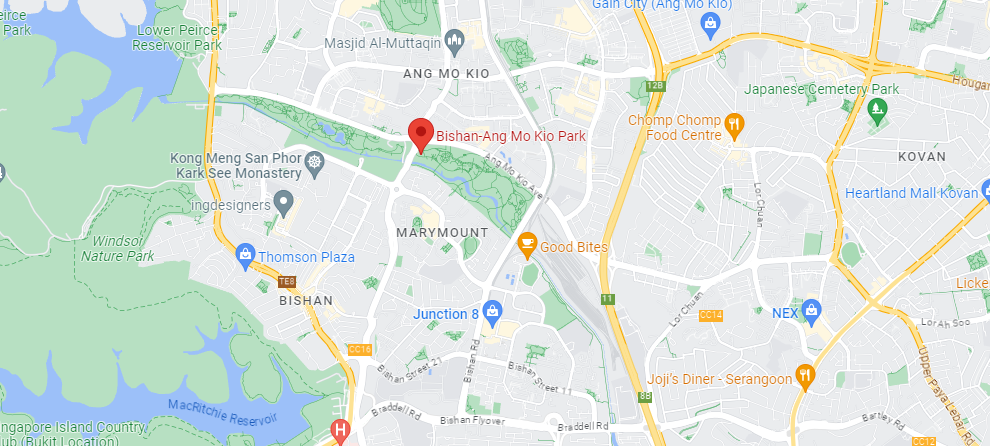 Gain City (Ang Mo Kio)
eirce
Park
Lower Peirce
Reservoir Park
Masjid Al-Muttaqin
ANG MO KIO
12B
Hougan
Japanese Cemetery Park
Chomp Chomp
Food Centre
Bishan-Ang Mo Kio Park
Ang Mo Kio Ave 1
Kong Meng San Phor
Kark See Monastery
KOVAN
ingdesigners
Heartland Mall Kovan
Lor Chuan
MARYMOUNT
Windsor
Nature Park
Good Bites
Thomson Plaza
TE8
BISHAN
11
Lor Chuan
CC14
Licke
Junction 8
NEX
Lor Ah Soo
CC16
Bishan Street 21
Bishan Rd
Bishan Street 11
Joji's Diner - Serangoon
Upper Paya Lebar Rd
8B
MacRitchie Reservoir
Braddell Rd
Bishan Flyover
Braddell Rd
Bartley Rd
H
ngapore Island Country
ub (Bukit Location)
CC12